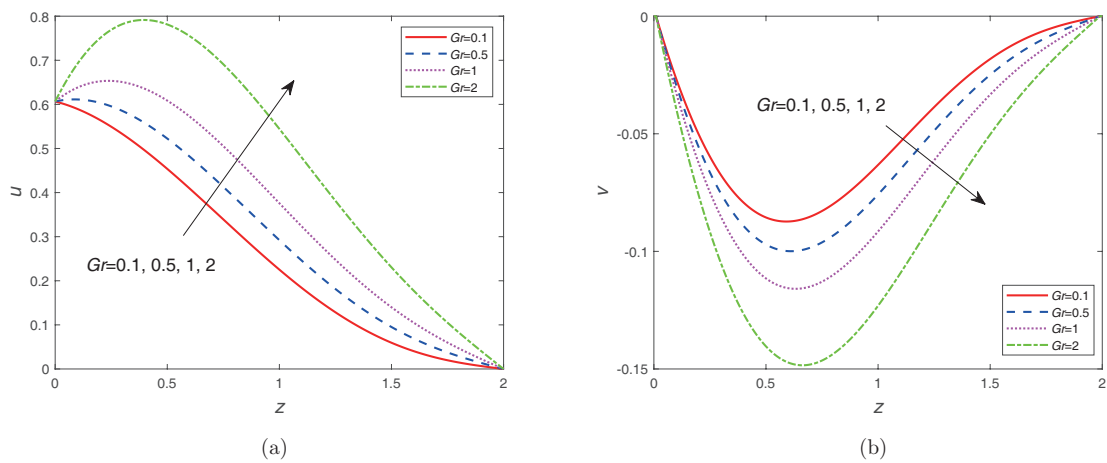 0.8
0.7
0.6
0.5
0.4
0.3
0.2
0.1
0
u
Gr=0.1
Gr=0.5
Gr=1
Gr=2
Gr=0.1, 0.5, 1, 2
0 0.5 1 1.5 2
z
(a)
0
-0.05
-0.1
-0.15
v
Gr=0.1, 0.5, 1, 2
Gr=0.1
Gr=0.5
Gr=1
Gr=2
0 0.5 1 1.5 2
z
(b)